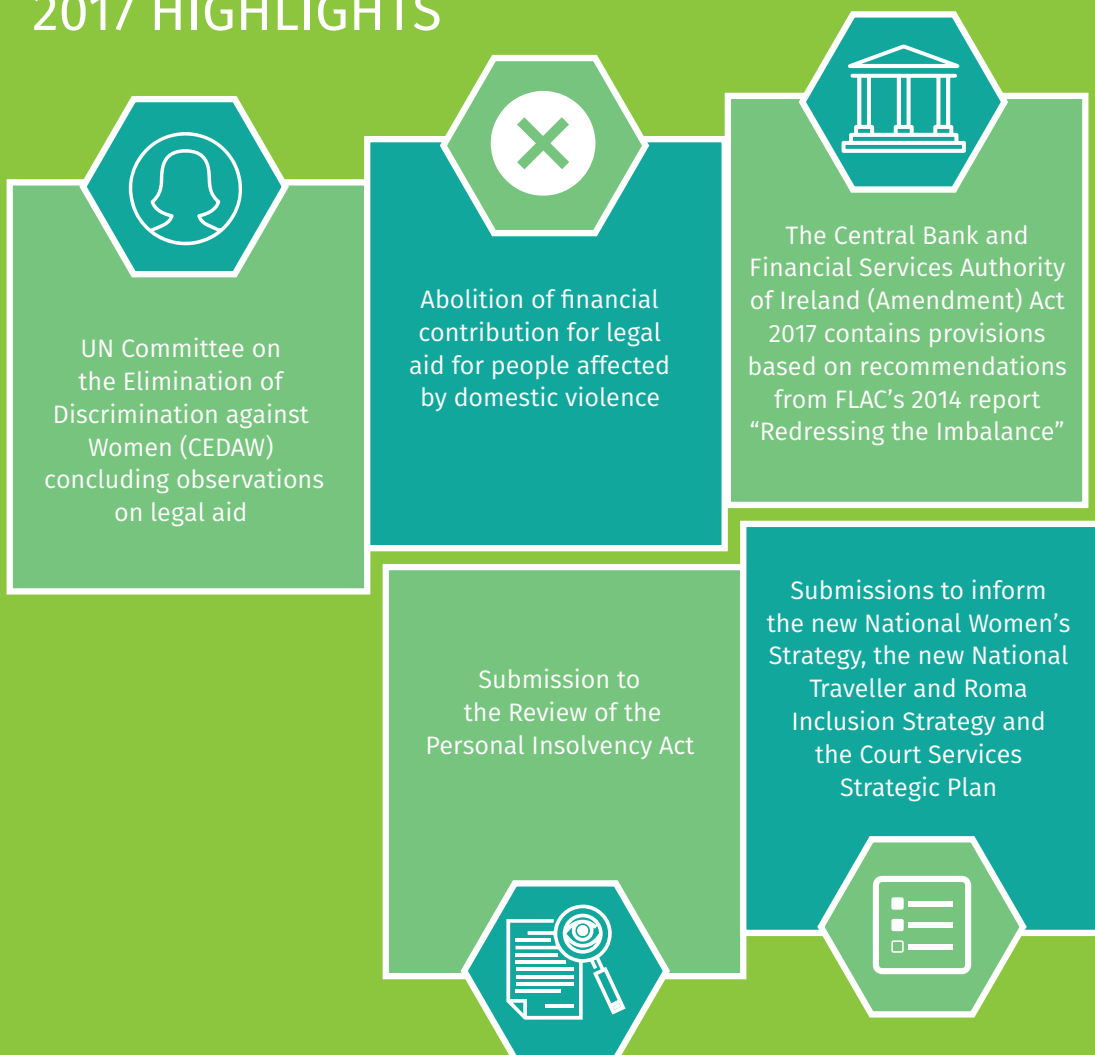 2017 HIGHLIGHTS
UN Committee on
the Elimination of
Discrimination against
Women (CEDAW)
concluding observations
on legal aid
Abolition of financial
contribution for legal
aid for people affected
by domestic violence
The Central Bank and
Financial Services Authority
of Ireland (Amendment) Act
2017 contains provisions
based on recommendations
from FLAC’s 2014 report
“Redressing the Imbalance”
Submission to
the Review of the
Personal Insolvency Act
Submissions to inform
the new National Women’s
Strategy, the new National
Traveller and Roma
Inclusion Strategy and
the Court Services
Strategic Plan